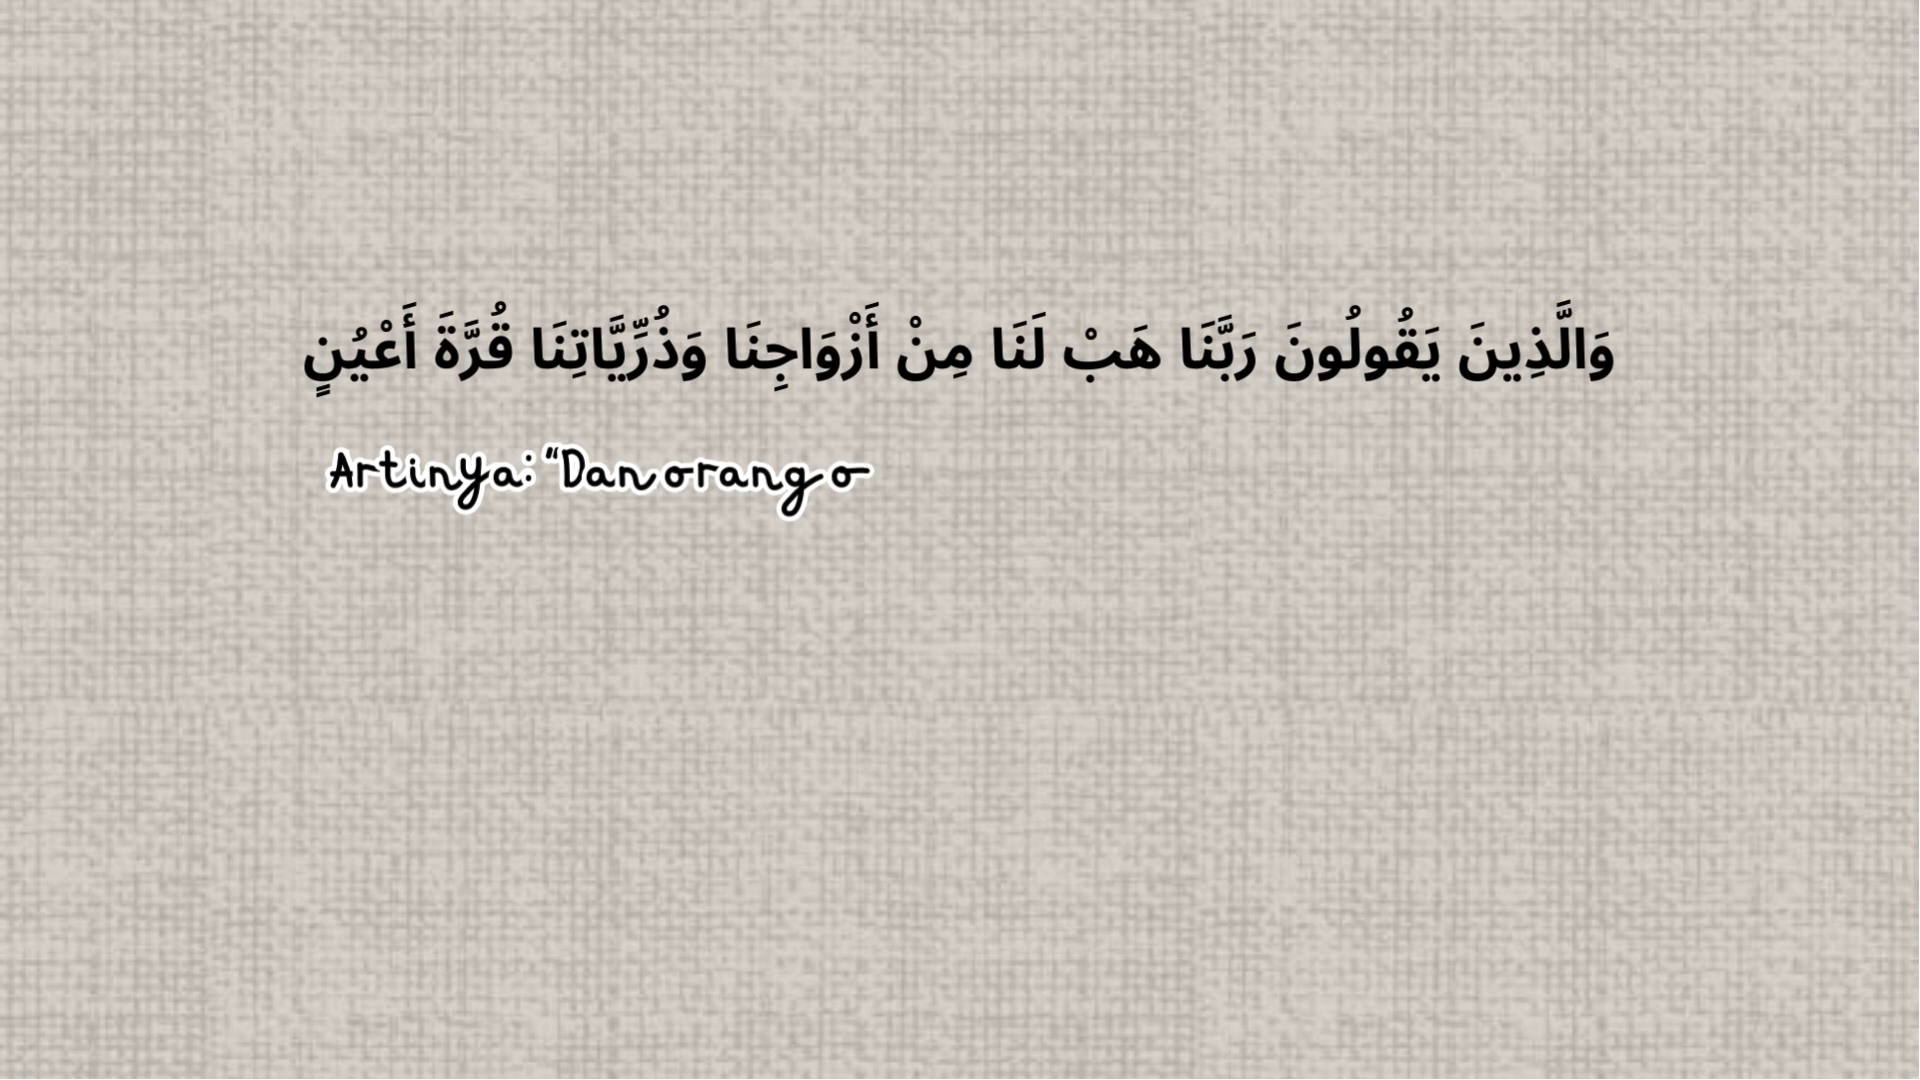 وَالَّذِينَ يَقُولُونَ رَبَّنَا هَبْ لَنَا مِنْ أَزْوَاجِنَا وَذُرِّيَّاتِنَا قُرَّةَ أَعْيُنٍ
Artinya: "Dan orang o